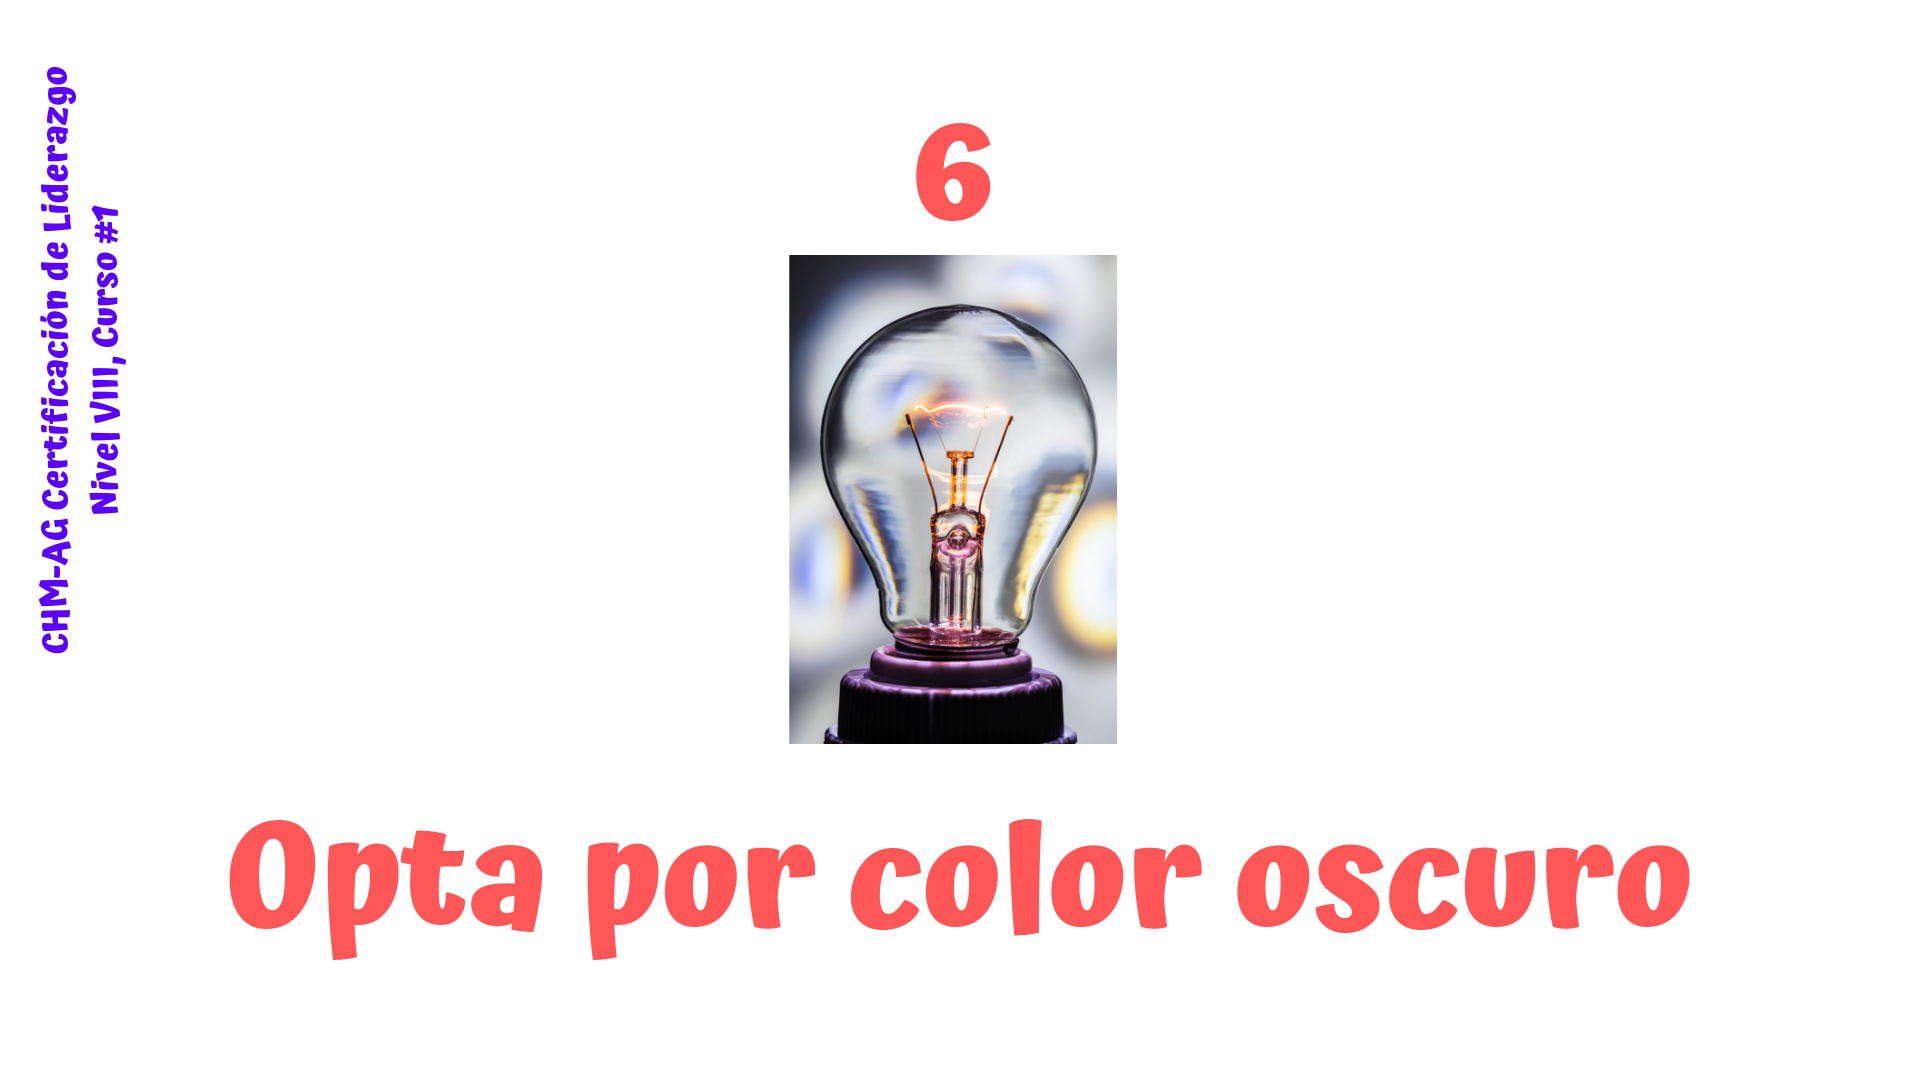 CHM-AG Certificación de Liderazgo
Nivel VIII, Curso #1
6
Opta por color oscuro